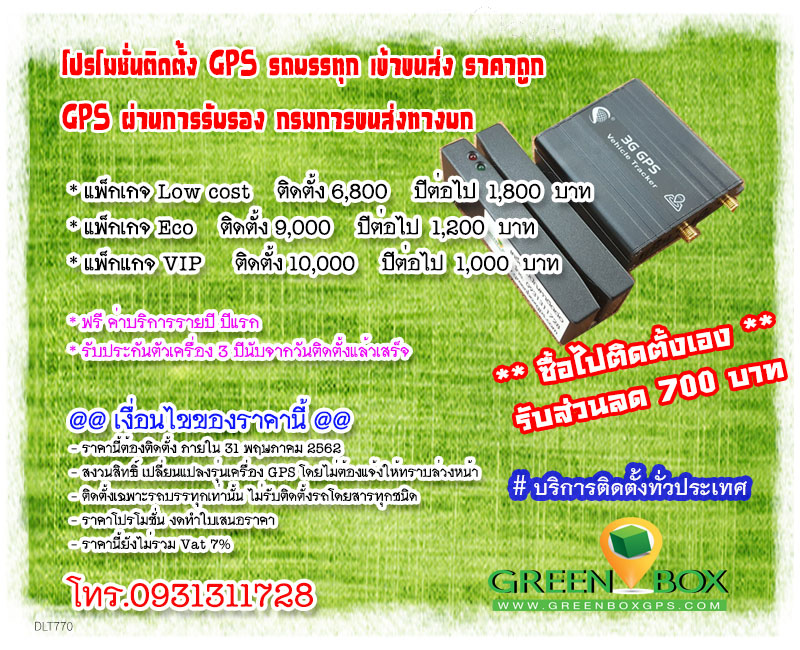 โปรโมชั่นติดตั้ง GPS รถบรรทุก เข้าขนส่ง ราคาถูก
GPS ผ่านการรับรอง กรมการขนส่งทางบก
* แพ็กเกจ Low cost ติดตั้ง 6,800 ปีต่อไป 1,800 บาท
* แพ็กเกจ Eco ติดตั้ง 9,000 ปีต่อไป 1,200 บาท
* แพ็กแกจ VIP ติดตั้ง 10,000 ปีต่อไป 1,000 บาท
3G GPS
Vehicle Tracker
* ฟรี ค่าบริการรายปี ปีแรก
* รับประกันตัวเครื่อง 3 ปีนับจากวันติดตั้งแล้วเสร็จ
** ซื้อไปติดตั้งเอง **
รับส่วนลด 700 บาท
@@ เงื่อนไขของราคานี้ @@
- ราคานี้ต้องติดตั้ง ภายใน 31 พฤษภาคม 2562
- สงวนสิทธิ์ เปลี่ยนแปลงรุ่นเครื่อง GPS โดยไม่ต้องแจ้งให้ทราบล่วงหน้า
- ติดตั้งเฉพาะรถบรรทุกเท่านั้น ไม่รับติดตั้งรถโดยสารทุกชนิด
- ราคาโปรโมชั่น งดทำใบเสนอราคา
- ราคานี้ยังไม่รวม Vat 7%
# บริการติดตั้งทั่วประเทศ
โทร.0931311728
GREEN BOX
WWW.GREENBOXGPS.COM
DLT770